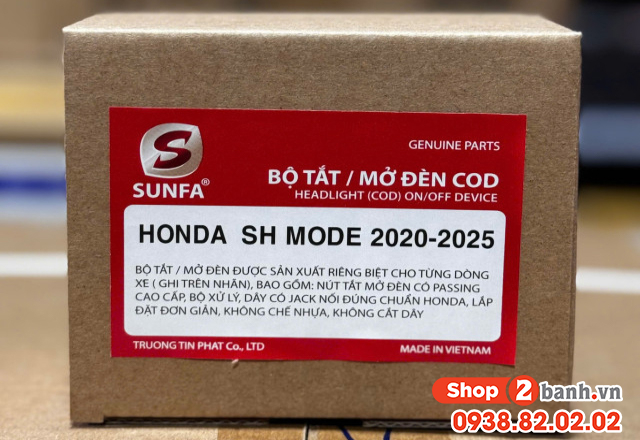 S
SUNFA®
GENUINE PARTS
BỘ TẮT / MỞ ĐÈN COD
HEADLIGHT (COD) ON/OFF DEVICE
HONDA SH MODE 2020-2025
BỘ TẮT / MỞ ĐÈN ĐƯỢC SẢN XUẤT RIÊNG BIỆT CHO TỪNG DÒNG
XE ( GHI TRÊN NHÃN), BAO GỒM: NÚT TẮT MỞ ĐÈN CÓ PASSING
CAO CẤP, BỘ XỬ LÝ, DÂY CÓ JACK NỐI ĐÚNG CHUẨN HONDA, LẮP
ĐẶT ĐƠN GIẢN, KHÔNG CHẾ NHỰA, KHÔNG CẮT DÂY
TRUONG TIN PHAT Co., LTD
MADE IN VIETNAM
Shop 2 banh.vn
0938.82.02.02